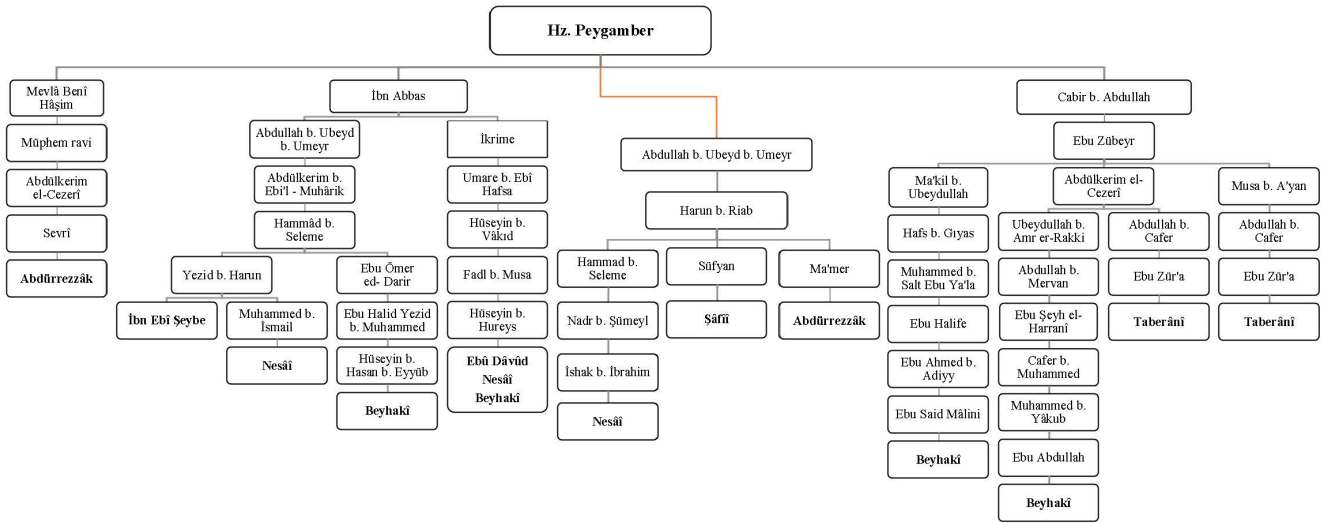 Hz. Peygamber
Mevlâ Benî
Hâşim
Müphem ravi
Abdülkerim
el-Cezerî
Sevrî
Abdürrezzâk
İbn Abbas
Abdullah b. Ubeyd
b. Umeyr
Abdülkerim b.
Ebi'l - Muhârik
Hammâd b.
Seleme
Yezid b. Harun
İbn Ebî Şeybe
Muhammed b.
İsmail
Nesâî
Ebu Ömer
ed- Darir
Ebu Halid Yezid
b. Muhammed
Hüseyin b.
Hasan b. Eyyüb
Beyhakî
İkrime
Umare b. Ebî
Hafsa
Hüseyin b.
Vâkıd
Fadl b. Musa
Hüseyin b.
Hureys
Ebû Dâvûd
Nesâî
Beyhakî
Abdullah b. Ubeyd b. Umeyr
Harun b. Riab
Hammad b.
Seleme
Nadr b. Şümeyl
İshak b. İbrahim
Nesâî
Süfyan
Şâfiî
Ma'mer
Abdürrezzâk
Cabir b. Abdullah
Ebu Zübeyr
Ma'kil b.
Ubeydullah
Hafs b. Gıyas
Muhammed b.
Salt Ebu Ya'la
Ebu Halife
Ebu Ahmed b.
Adiyy
Ebu Said Mâlini
Beyhakî
Abdülkerim el-
Cezerî
Ubeydullah b.
Amr er-Rakki
Abdullah b.
Mervan
Ebu Şeyh el-
Harranî
Cafer b.
Muhammed
Muhammed b.
Yâkub
Ebu Abdullah
Beyhakî
Abdullah b.
Cafer
Ebu Zür'a
Taberânî
Musa b. A'yan
Abdullah b.
Cafer
Ebu Zür'a
Taberânî